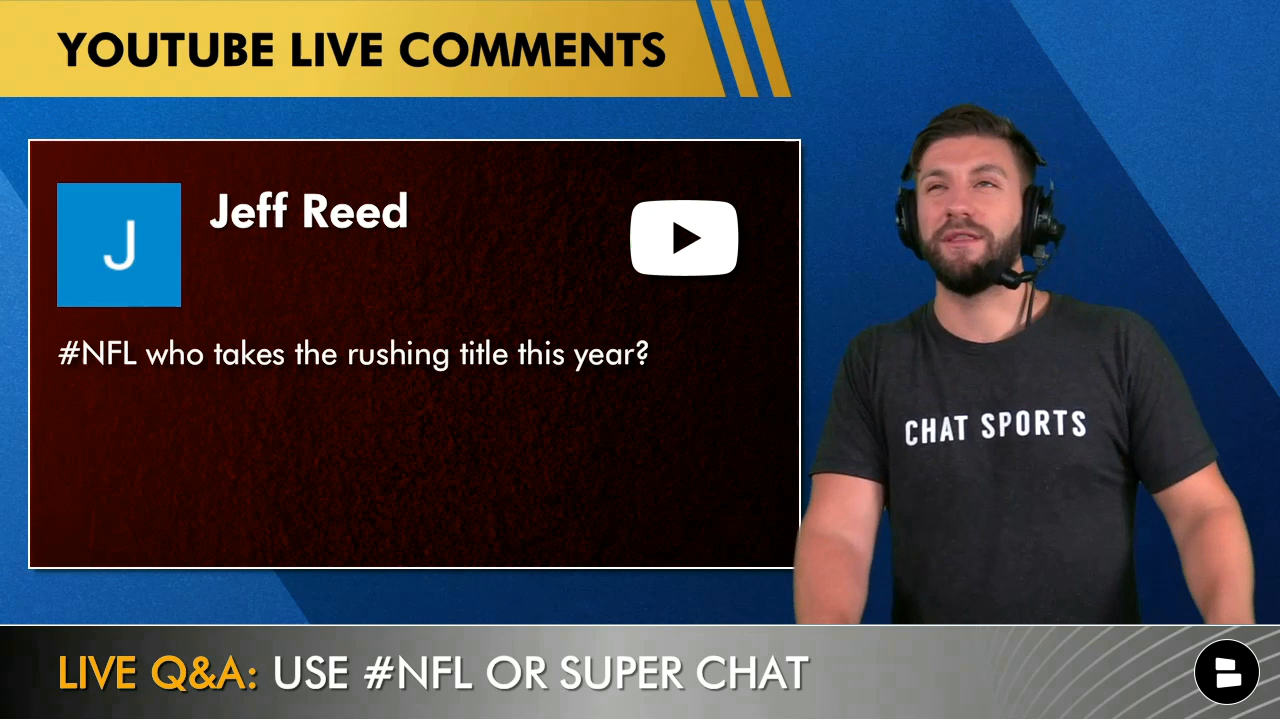 YOUTUBE LIVE COMMENTS
J
Jeff Reed
#NFL who takes the rushing title this year?
CHAT SPORTS
LIVE Q&A: USE #NFL OR SUPER CHAT